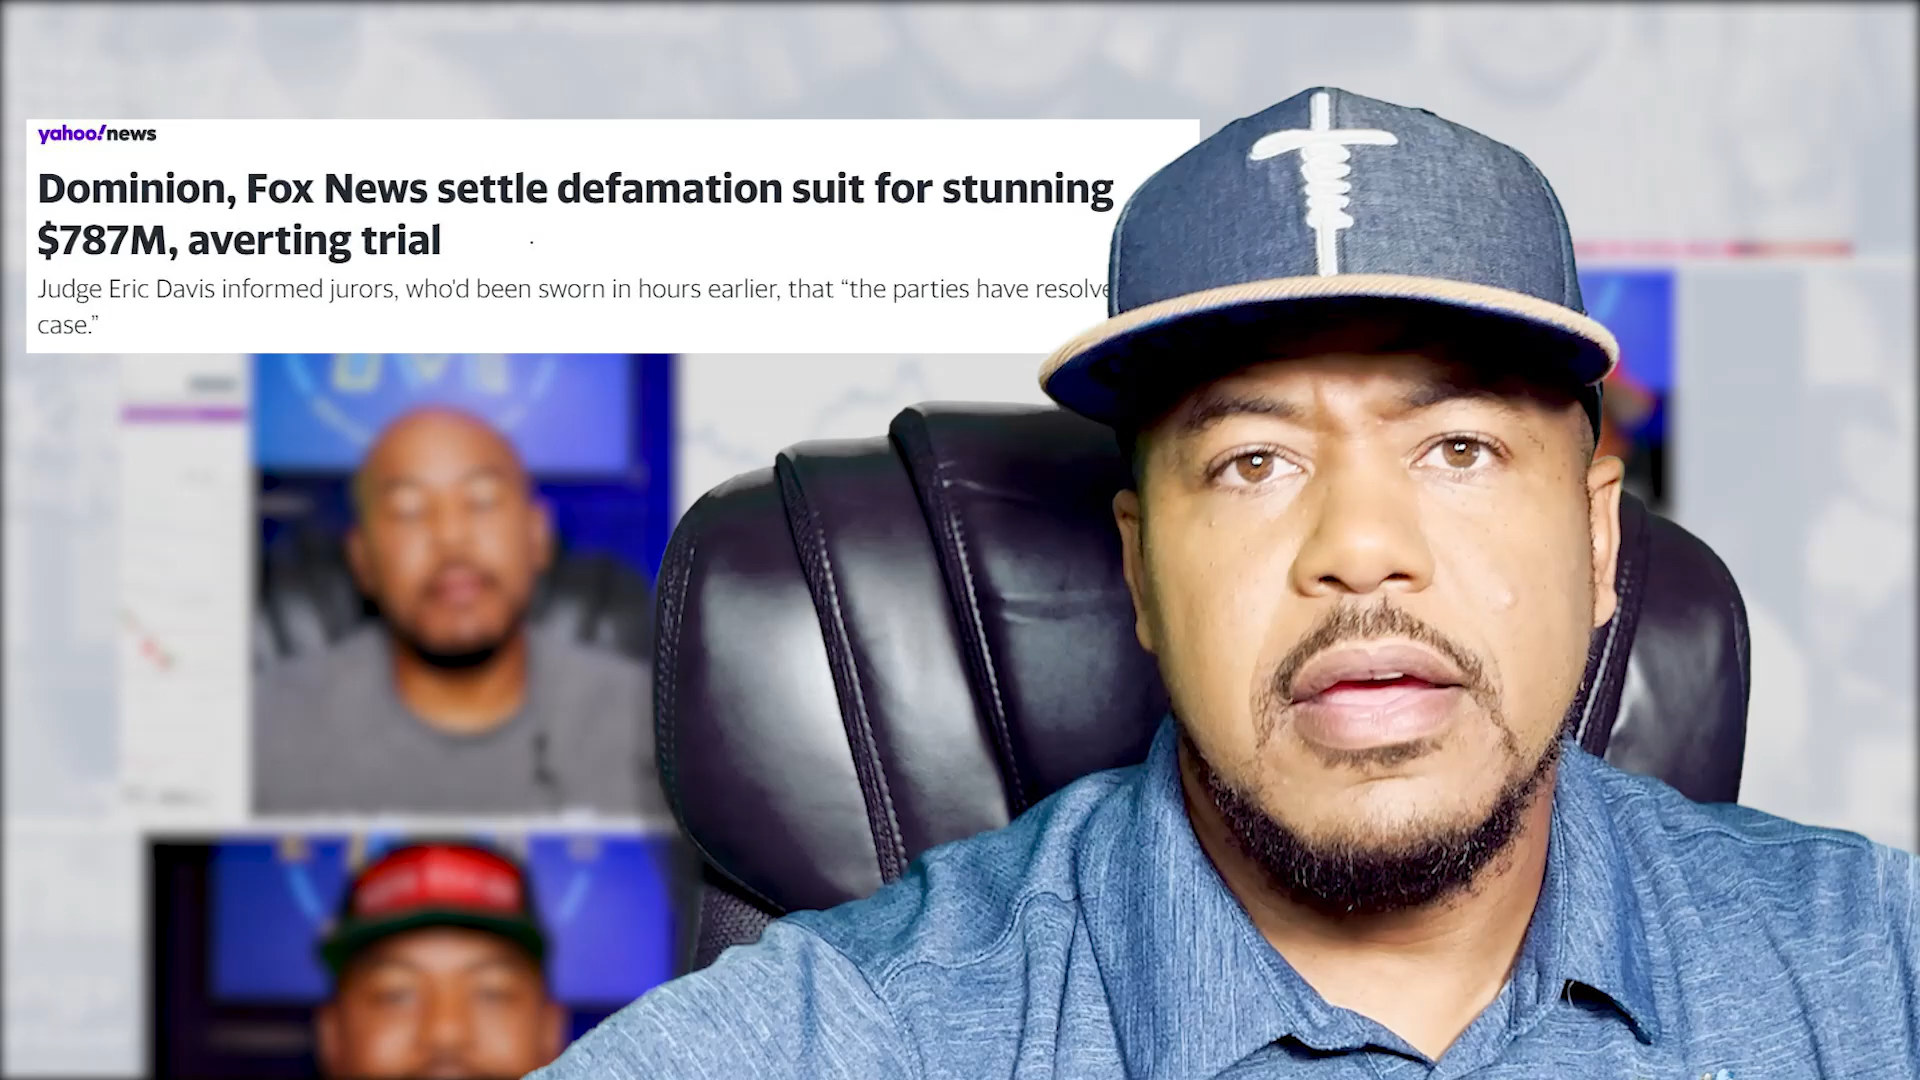 yahoo!news
Dominion, Fox News settle defamation suit for stunning
$787M, averting trial
Judge Eric Davis informed jurors, who'd been sworn in hours earlier, that “the parties have resolve
case.”